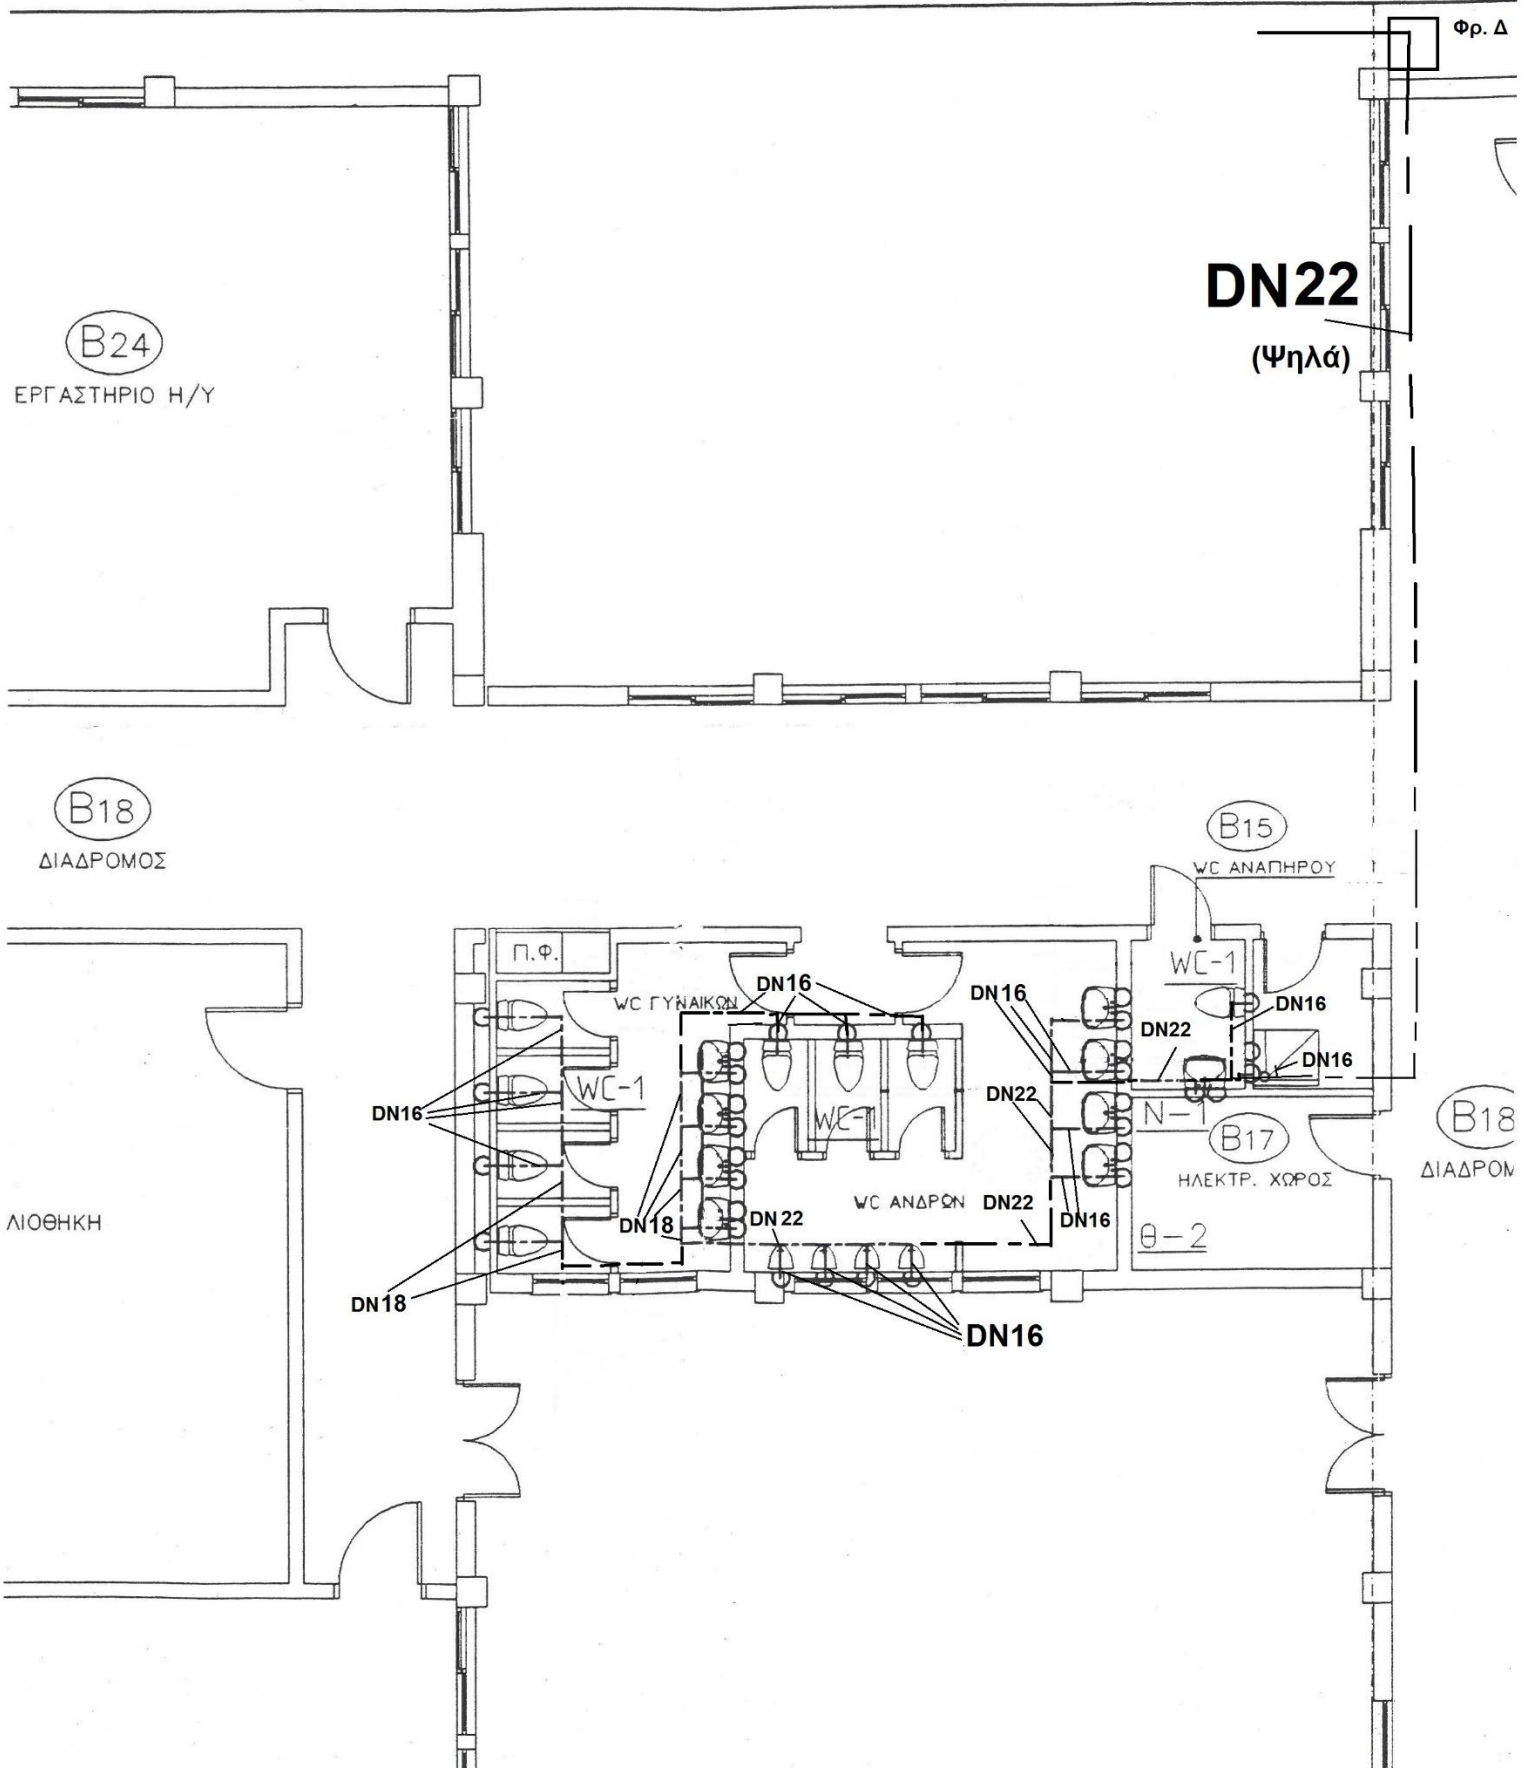 Φρ. Δ
DN22
(Ψηλά)
B24
ΕΡΓΑΣΤΗΡΙΟ Η/Υ
B18
ΔΙΑΔΡΟΜΟΣ
B15
WC ΑΝΑΠΗΡΟΥ
Π.Φ.
WC-1
WC ΓΥΝΑΙΚΩΝ
DN16
DN16
DN16
DN22
DN16
WC-1
DN16
DN22
WC-1
N-1
B17
ΗΛΕΚΤΡ. ΧΩΡΟΣ
B18
ΔΙΑΔΡΟΜ
WC ΑΝΔΡΩΝ
DN22
DN16
ΛΙΟΘΗΚΗ
DN18
DN 22
Θ-2
DN18
DN16